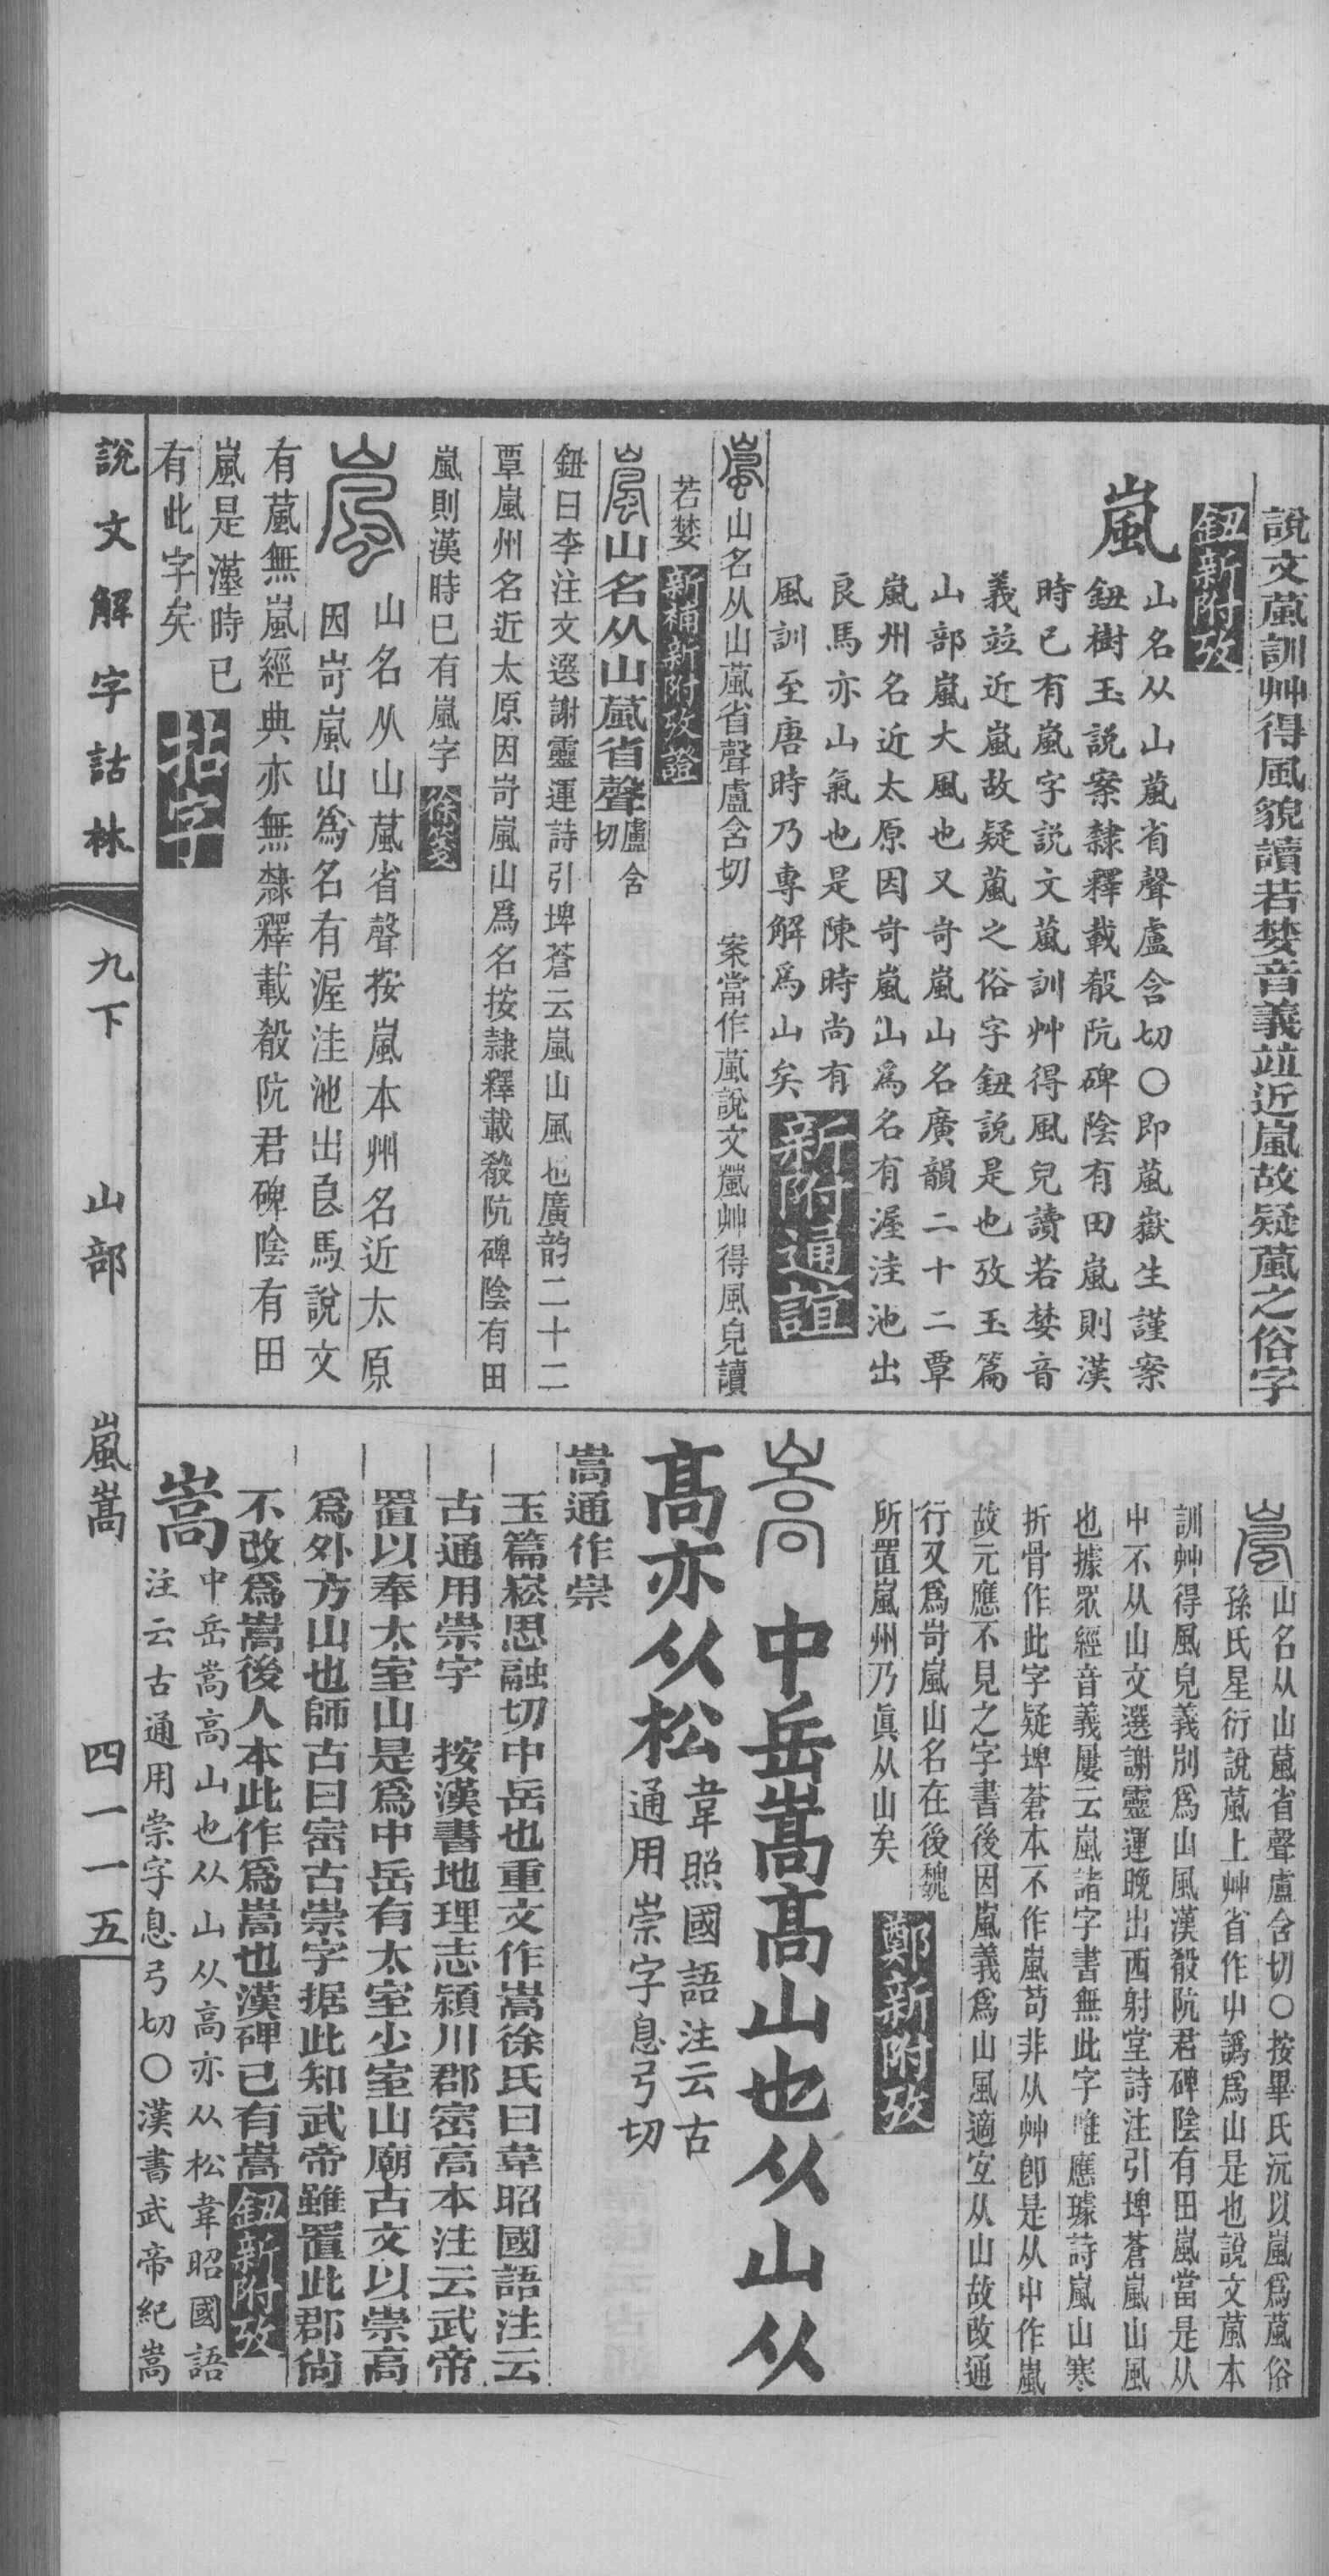 說文葻訓艸得風貌讀若婪音義竝近嵐故疑葻之俗字
鈕新附攷
嵐
山名从山葻省聲盧含切〇即葻嶽生謹案
鈕樹玉說案隸釋載殽阬碑陰有田嵐則漢
時已有嵐字說文葻訓艸得風皃讀若婪音
義竝近嵐故疑葻之俗字鈕說是也攷玉篇
山部嵐大風也又岢嵐山名廣韻二十二覃
嵐州名近太原因岢嵐山爲名有渥洼池出
良馬亦山氣也是陳時尚有
風訓至唐時乃專解爲山矣
新附通誼
山名从山葻省聲盧含切 案當作葻說文葻艸得風皃讀
若婪
新補新附攷證
山名从山葻省聲盧含切
鈕曰李注文選謝靈運詩引埤蒼云嵐山風也廣韵二十二
覃嵐州名近太原因岢嵐山爲名按隷釋載殽阬碑陰有田
嵐則漢時已有嵐字
徐箋
山名从山葻省聲按嵐本州名近太原
因岢嵐山爲名有渥洼池出良馬說文
有葻無嵐經典亦無隸釋載殽阬君碑陰有田
嵐是漢時已
有此字矣
說文解字詁林
九下
山部
嵐嵩
四一一五
山名从山葻省聲盧含切〇按畢氏沅以嵐爲葻俗
孫氏星衍說葻上艸省作屮譌爲山是也說文葻本
訓艸得風皃義別爲山風漢殽阬君碑陰有田嵐當是从
屮不从山文選謝靈運晚出西射堂詩注引埤蒼嵐山風
也據眾經音義屢云嵐諸字書無此字唯應璩詩嵐山寒
折骨作此字疑埤蒼本不作嵐苟非从艸卽是从屮作嵐
故元應不見之字書後因嵐義爲山風適宐从山故改通
行又爲岢嵐山名在後魏
所置嵐州乃眞从山矣
鄭新附攷
中岳嵩高山也从山从
高亦从松
韋照國語注云古
通用崇字息弓切
嵩通作崇
玉篇崧思融切中岳也重文作嵩徐氏曰韋昭國語注云
古通用崇字 按漢書地理志潁川郡崈高本注云武帝
置以奉太室山是爲中岳有太室少室山廟古文以崇高
爲外方山也師古曰崈古崇字据此知武帝雖置此郡尙
不改爲嵩後人本此作爲嵩也漢碑已有嵩
鈕新附攷
嵩
中岳嵩高山也从山从高亦从松韋昭國語
注云古通用崇字息弓切〇漢書武帝紀嵩